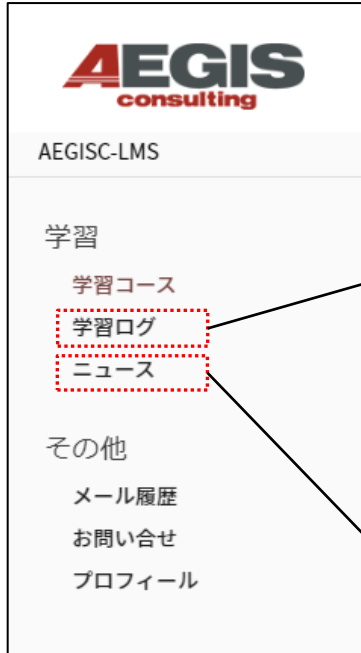 AEGIS
consulting
AEGISC-LMS
学習
学習コース
学習ログ
ニュース
その他
メール履歴
お問い合せ
プロフィール